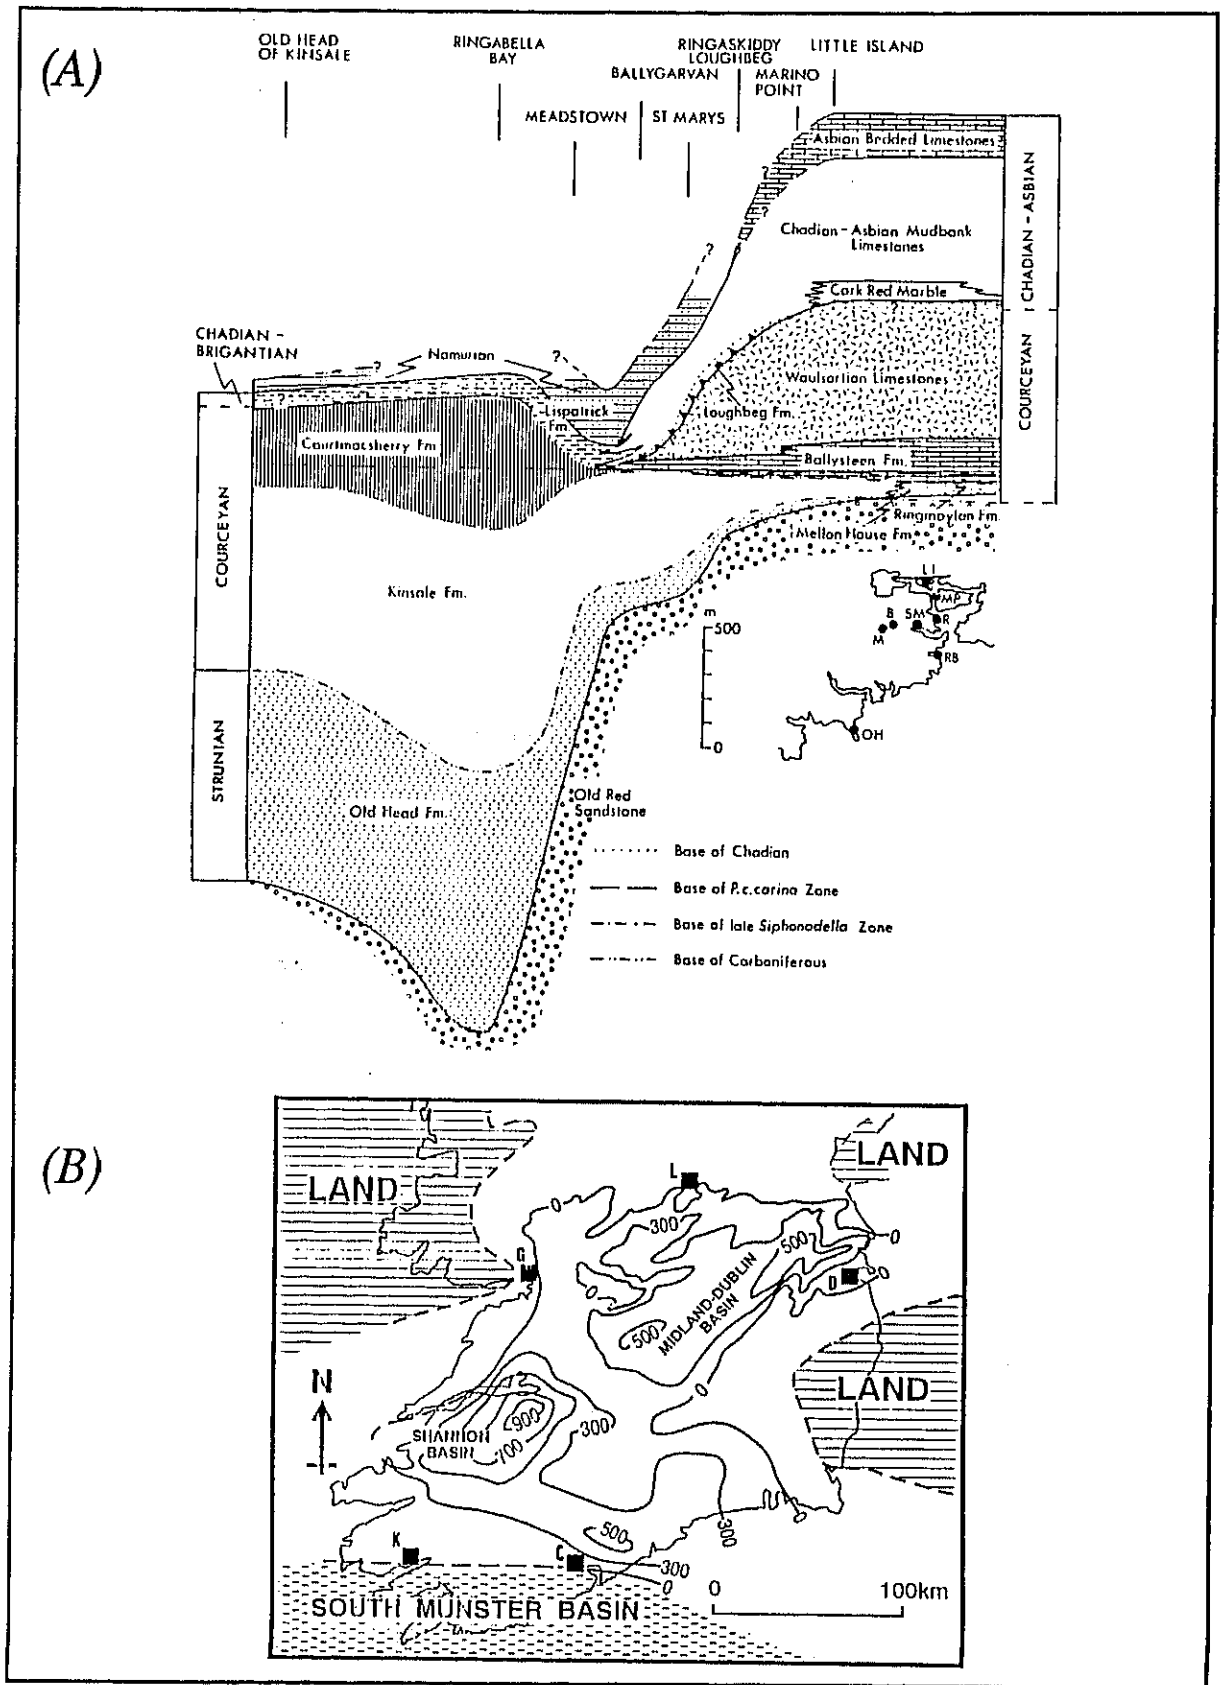 (A)
OLD HEAD
OF KINSALE
RINGABELLA
BAY
RINGASKIDDY
LOUGHBEG
LITTLE ISLAND
BALLYGARVAN
MARINO
POINT
MEADSTOWN
ST MARYS
Asbian Bedded Limestones
Chadian - Asbian Mudbank
Limestones
Cork Red Marble
CHADIAN - ASBIAN
CHADIAN -
BRIGANTIAN
?
Namurian
?
?
?
?
?
Lispatrick
Fm
Waulsortian Limestones
Loughbeg Fm.
COURCEYAN
Courtmacsherry Fm
Ballysteen Fm.
Ringmoylan Fm.
Mellon House Fm
COURCEYAN
Kinsale Fm.
m
500
0
LI
MP
B
SM
R
M
RB
OH
STRUNIAN
Old Head Fm.
Old Red
Sandstone
Base of Chadian
Base of P.c.carina Zone
Base of late Siphonodella Zone
Base of Carboniferous
(B)
LAND
LAND
L
0
300
500
0
G
0
D
0
MIDLAND-DUBLIN
BASIN
500
LAND
N
0
900
300
SHANNON
BASIN
700
0
500
300
K
C
300
0
0
100km
SOUTH MUNSTER BASIN